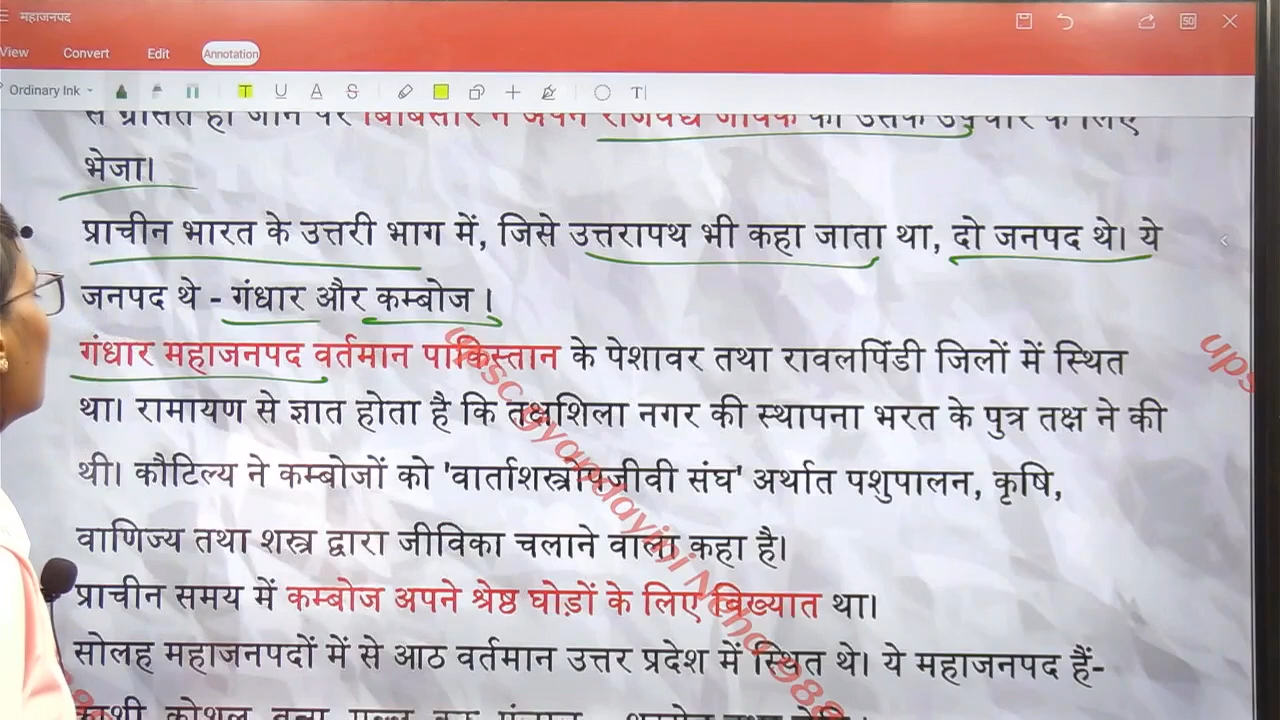 महाजनपद
View Convert Edit Annotation
Ordinary Ink
भेजा।
प्राचीन भारत के उत्तरी भाग में, जिसे उत्तरापथ भी कहा जाता था, दो जनपद थे। ये
जनपद थे - गंधार और कम्बोज ।
गंधार महाजनपद वर्तमान पाकिस्तान के पेशावर तथा रावलपिंडी जिलों में स्थित
था। रामायण से ज्ञात होता है कि तक्षशिला नगर की स्थापना भरत के पुत्र तक्ष ने की
थी। कौटिल्य ने कम्बोजों को 'वार्ताशस्त्रोपजीवी संघ' अर्थात पशुपालन, कृषि,
वाणिज्य तथा शस्त्र द्वारा जीविका चलाने वाला कहा है।
प्राचीन समय में कम्बोज अपने श्रेष्ठ घोड़ों के लिए विख्यात था।
सोलह महाजनपदों में से आठ वर्तमान उत्तर प्रदेश में स्थित थे। ये महाजनपद हैं-